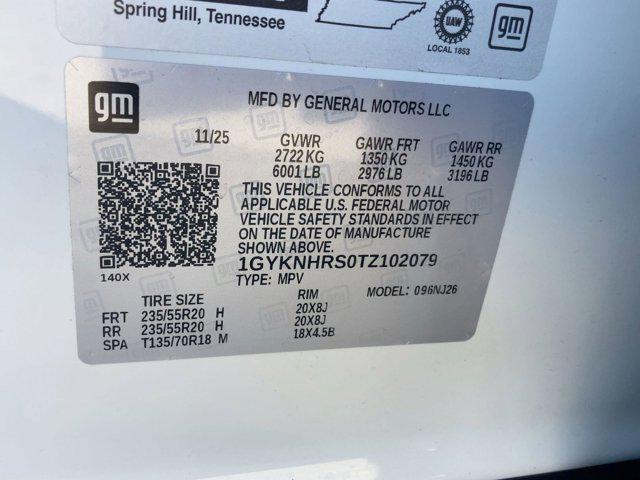 Spring Hill, Tennessee
UAW
LOCAL 1853
gm
gm
MFD BY GENERAL MOTORS LLC
11/25 GVWR GAWR FRT GAWR RR
2722 KG 1350 KG 1450 KG
6001 LB 2976 LB 3196 LB
THIS VEHICLE CONFORMS TO ALL
APPLICABLE U.S. FEDERAL MOTOR
VEHICLE SAFETY STANDARDS IN EFFECT
ON THE DATE OF MANUFACTURE
SHOWN ABOVE.
140X
1GYKNHRS0TZ102079
TYPE: MPV
MODEL: 096NJ26
TIRE SIZE RIM
FRT 235/55R20 H 20X8J
RR 235/55R20 H 20X8J
SPA T135/70R18 M 18X4.5B